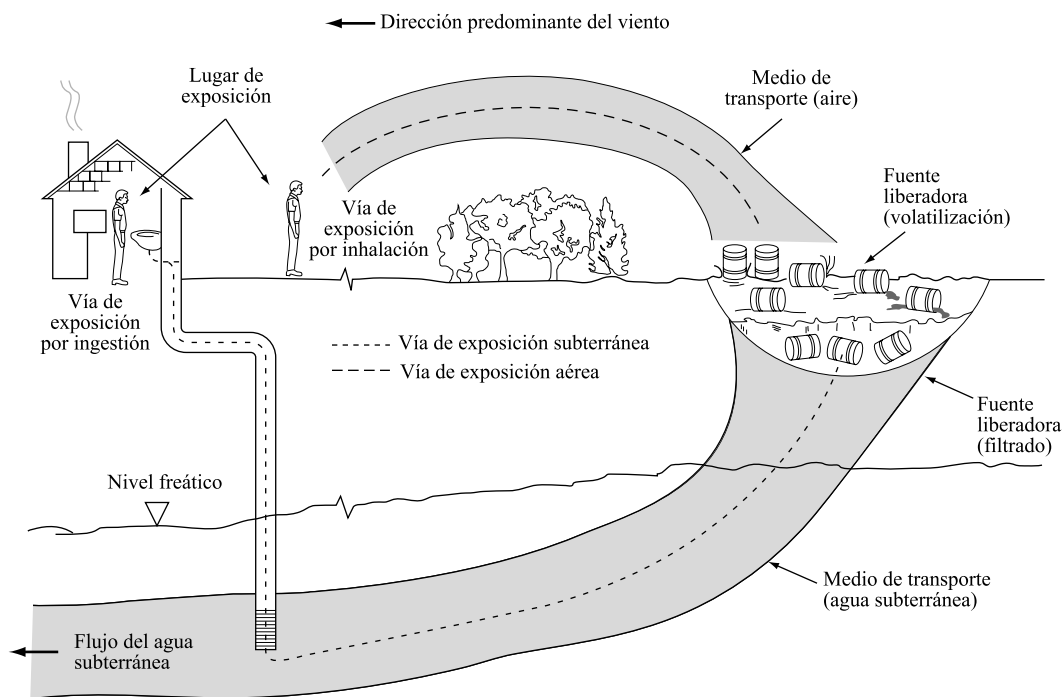 Dirección predominante del viento
Lugar de
exposición
Medio de
transporte (aire)
Fuente
liberadora
(volatilización)
Vía de
exposición
por inhalación
Vía de
exposición
por ingestión
Vía de exposición subterránea
Vía de exposición aérea
Fuente
liberadora
(filtrado)
Nivel freático
Medio de transporte
(agua subterránea)
Flujo del agua
subterránea